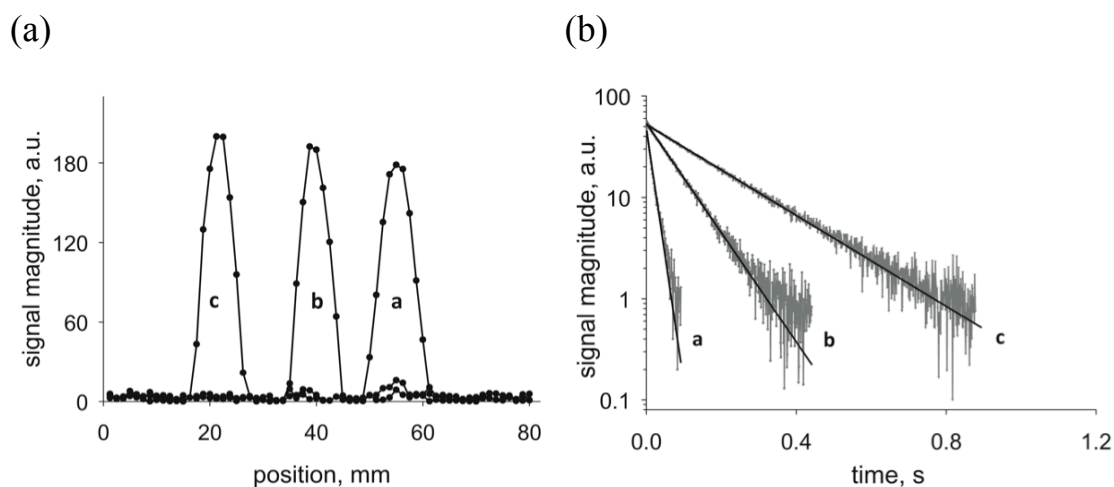 (a)
signal magnitude, a.u.
180
120
60
0
c
b
a
0
20
40
60
80
position, mm
(b)
signal magnitude, a.u.
100
10
1
0.1
a
b
c
0.0
0.4
0.8
1.2
time, s